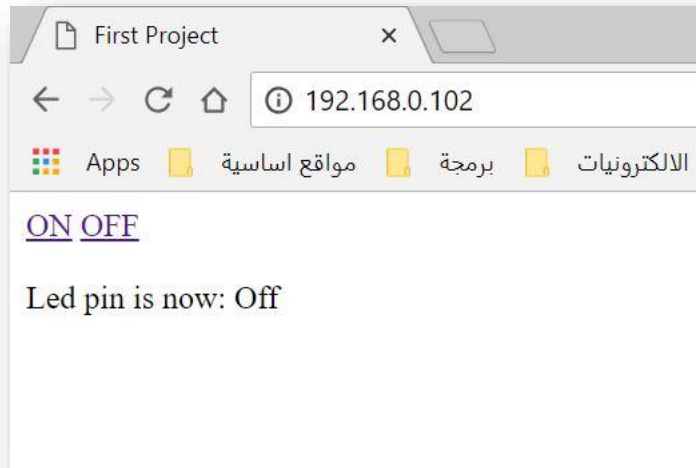 First Project
192.168.0.102
Apps مواقع اساسية برمجة الالكترونيات
ON OFF
Led pin is now: Off